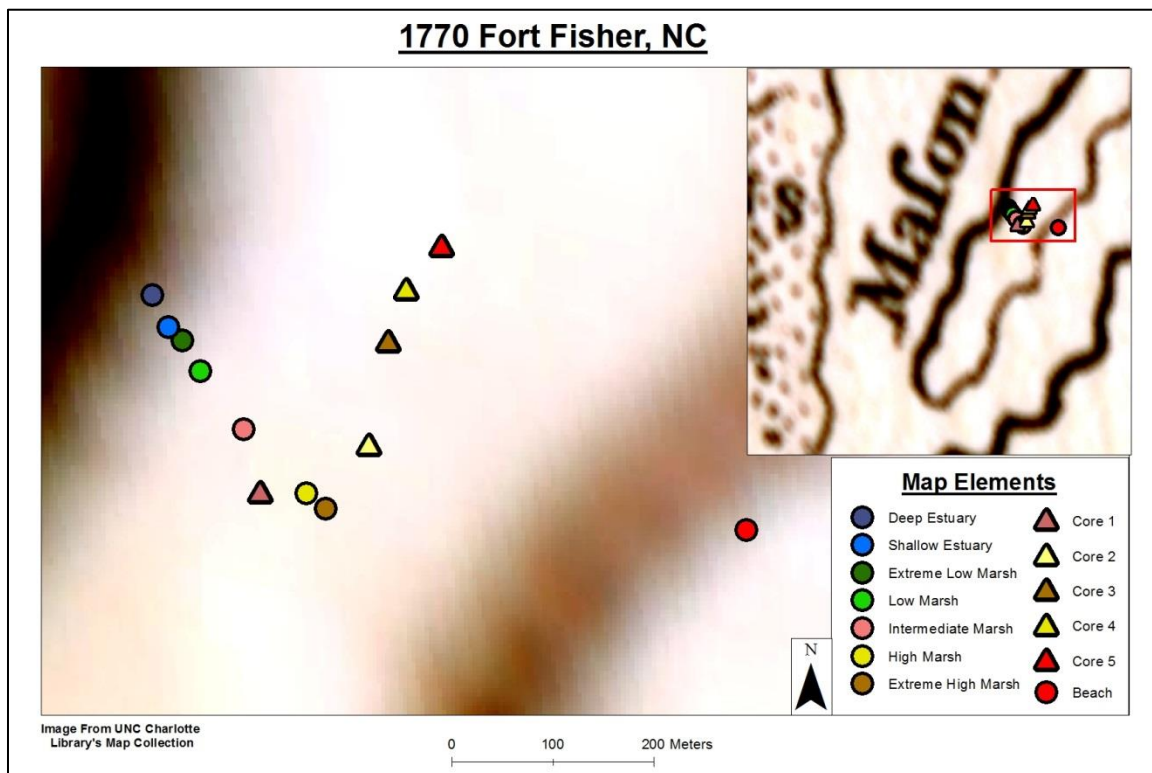 1770 Fort Fisher, NC
s
Maſon
Map Elements
Deep Estuary
Shallow Estuary
Extreme Low Marsh
Low Marsh
Intermediate Marsh
High Marsh
Extreme High Marsh
Core 1
Core 2
Core 3
Core 4
Core 5
Beach
N
Image From UNC Charlotte
Library's Map Collection
0 100 200 Meters